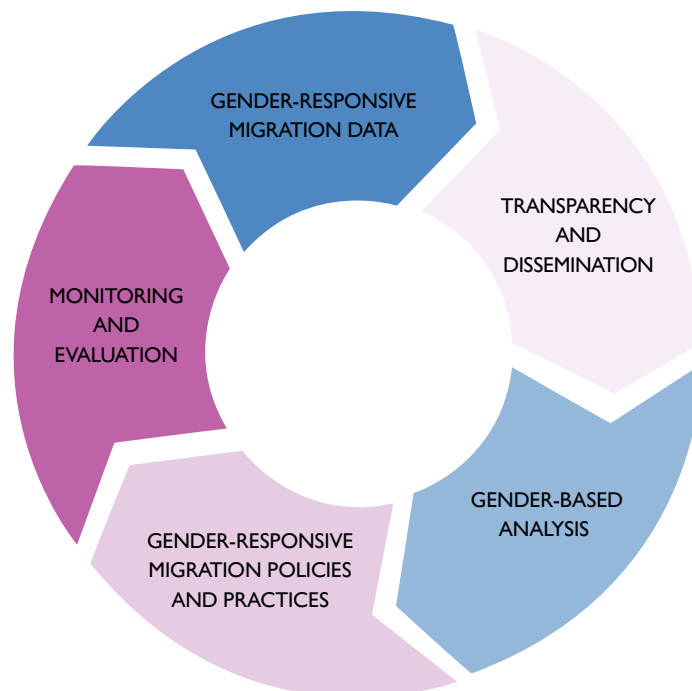 GENDER-RESPONSIVE
MIGRATION DATA
TRANSPARENCY
AND
DISSEMINATION
GENDER-BASED
ANALYSIS
GENDER-RESPONSIVE
MIGRATION POLICIES
AND PRACTICES
MONITORING
AND
EVALUATION